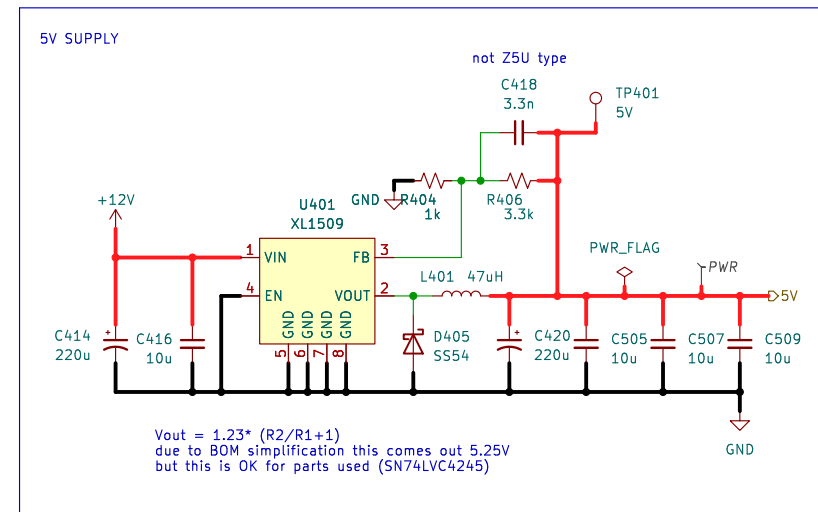 5V SUPPLY
not Z5U type
C418
3.3n
TP401
5V
GND
R404
1k
R406
3.3k
+12V
U401
XL1509
1
VIN
FB
3
4
EN
VOUT
2
GND
GND
GND
GND
5
6
7
8
L401 47uH
PWR_FLAG
PWR
5V
C414
220u
C416
10u
D405
SS54
C420
220u
C505
10u
C507
10u
C509
10u
GND
Vout = 1.23* (R2/R1+1)
due to BOM simplification this comes out 5.25V
but this is OK for parts used (SN74LVC4245)